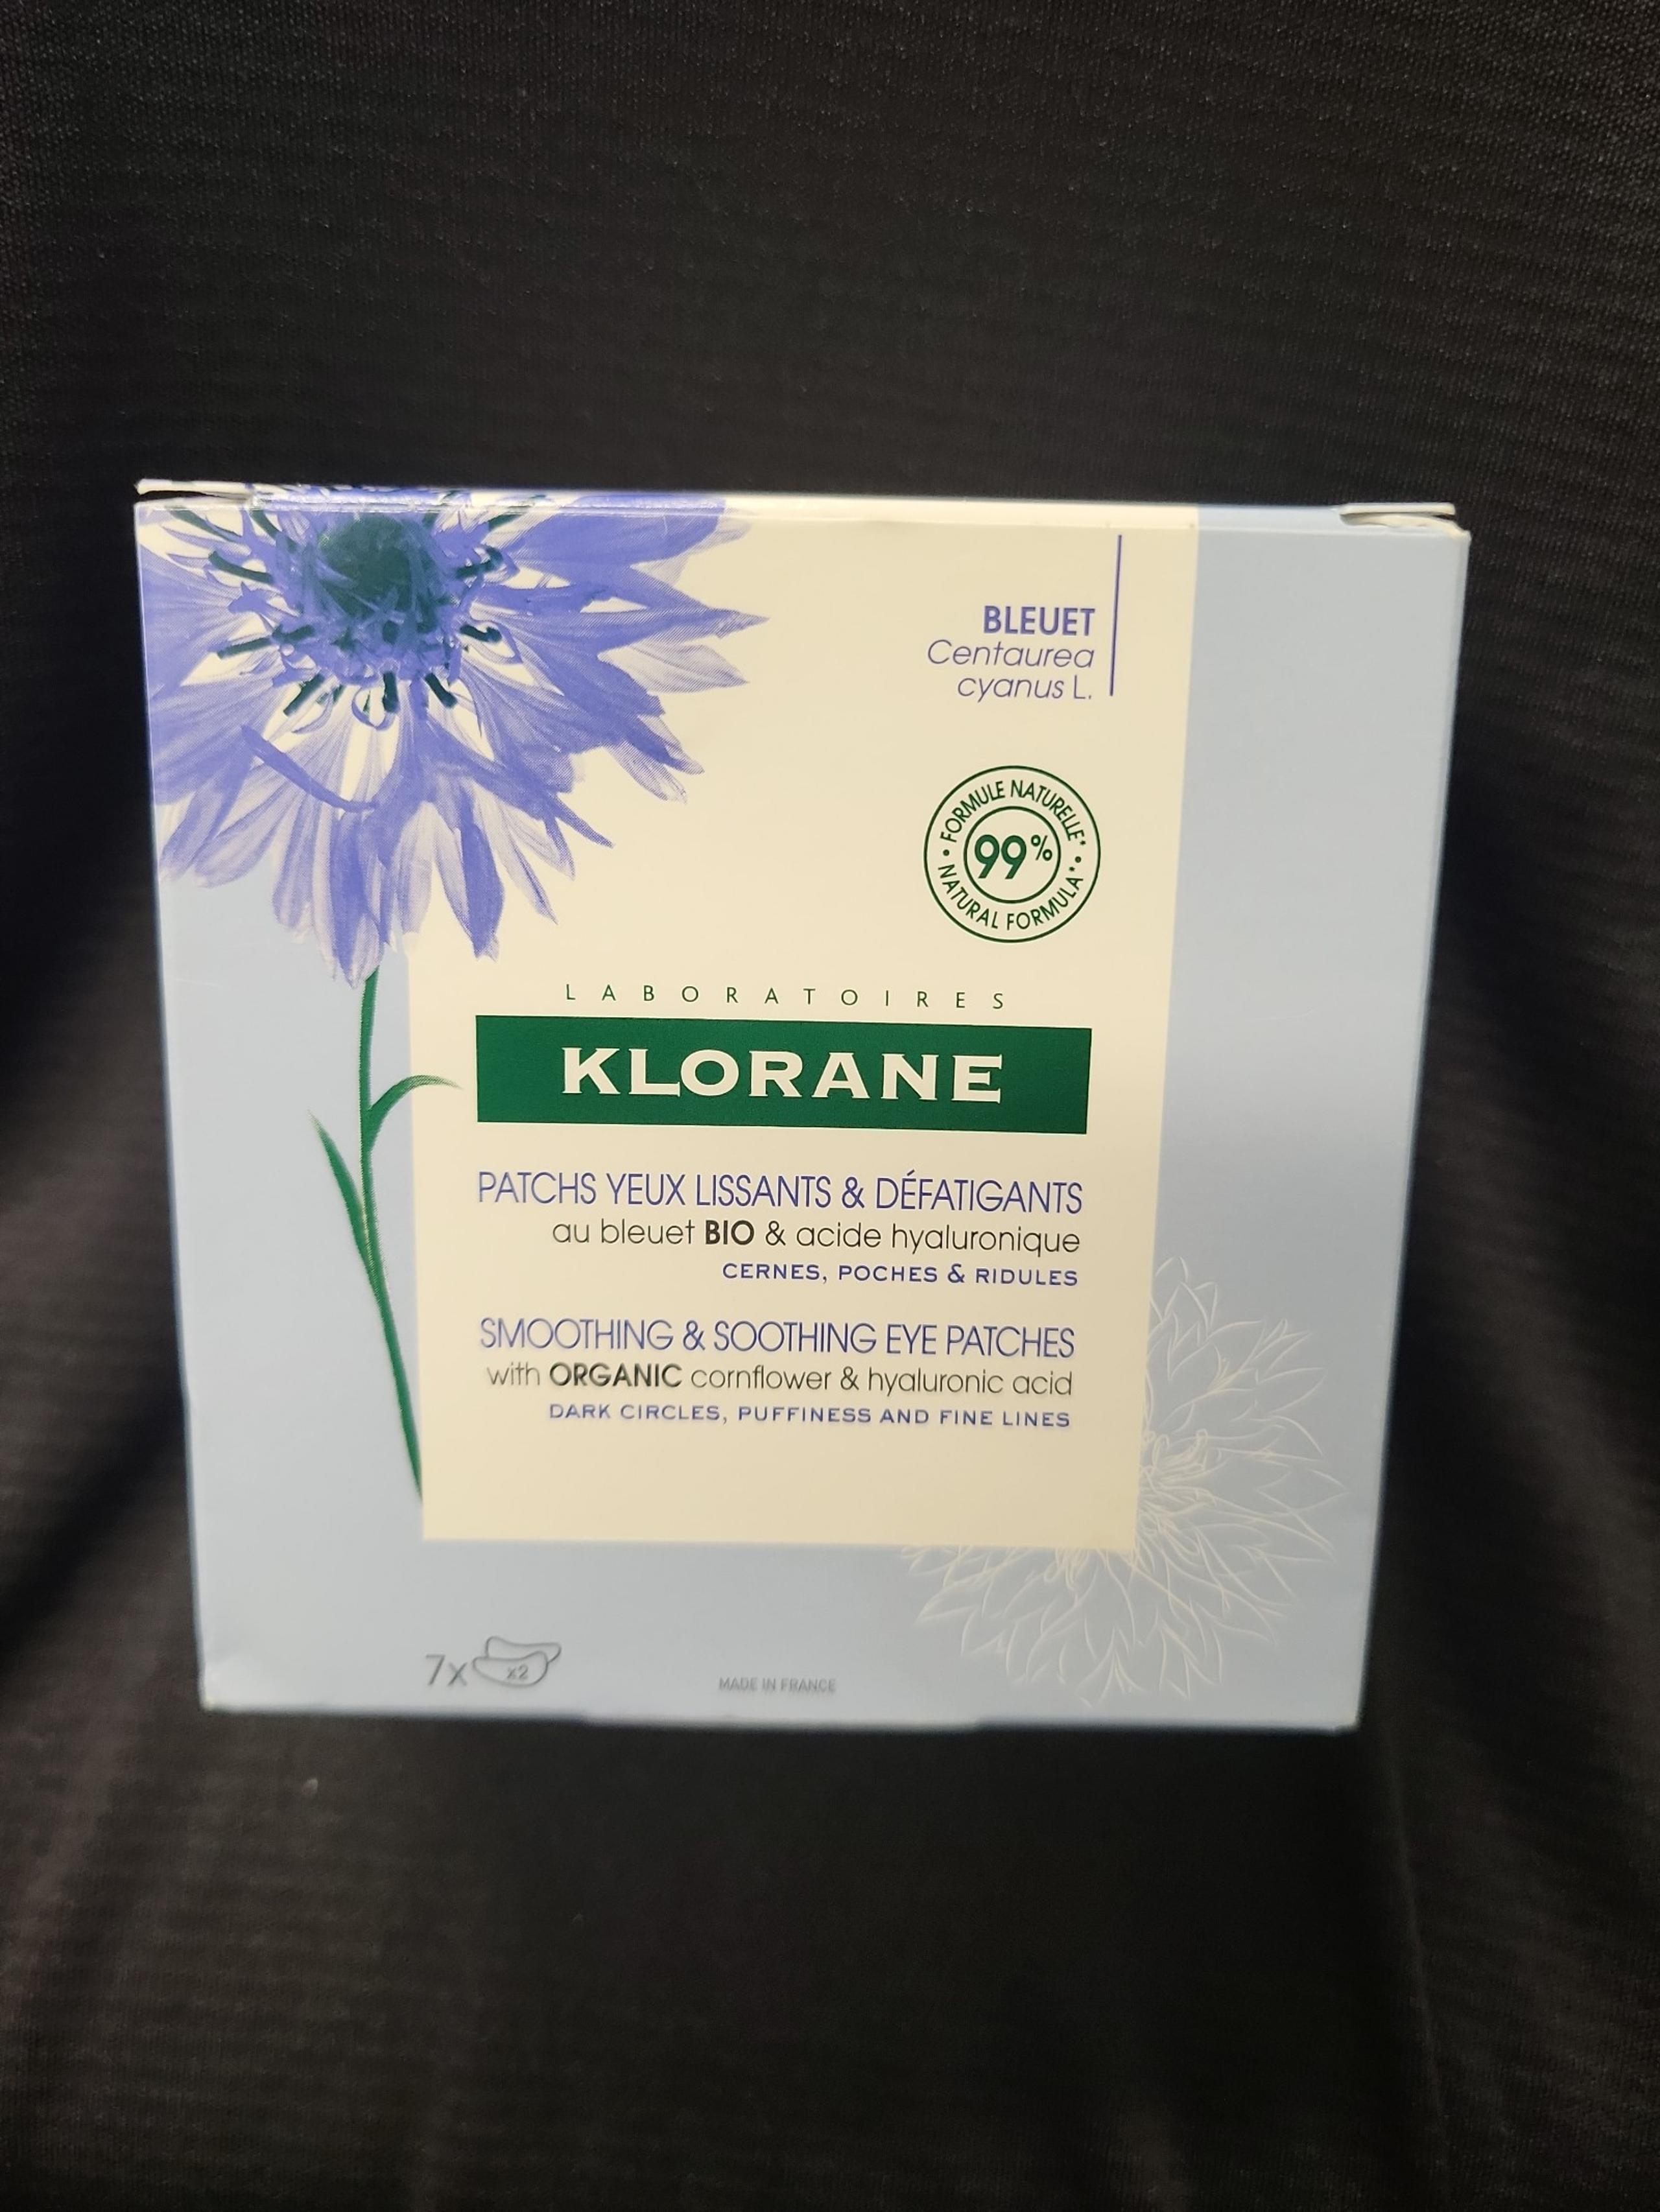 BLEUET
Centaurea
cyanus L.
• FORMULE NATURELLE* •
99%
NATURAL FORMULA*
LABORATOIRES
KLORANE
PATCHS YEUX LISSANTS & DÉFATIGANTS
au bleuet BIO & acide hyaluronique
CERNES, POCHES & RIDULES
SMOOTHING & SOOTHING EYE PATCHES
with ORGANIC cornflower & hyaluronic acid
DARK CIRCLES, PUFFINESS AND FINE LINES
7x x2
MADE IN FRANCE